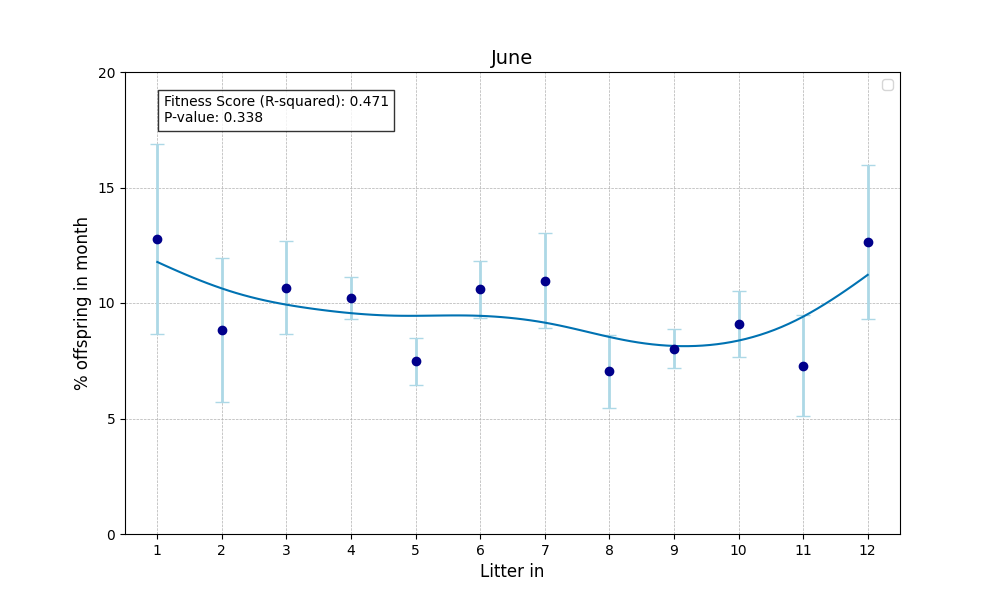 June
20
Fitness Score (R-squared): 0.471
P-value: 0.338
15
10
5
0
% offspring in month
1 2 3 4 5 6 7 8 9 10 11 12
Litter in